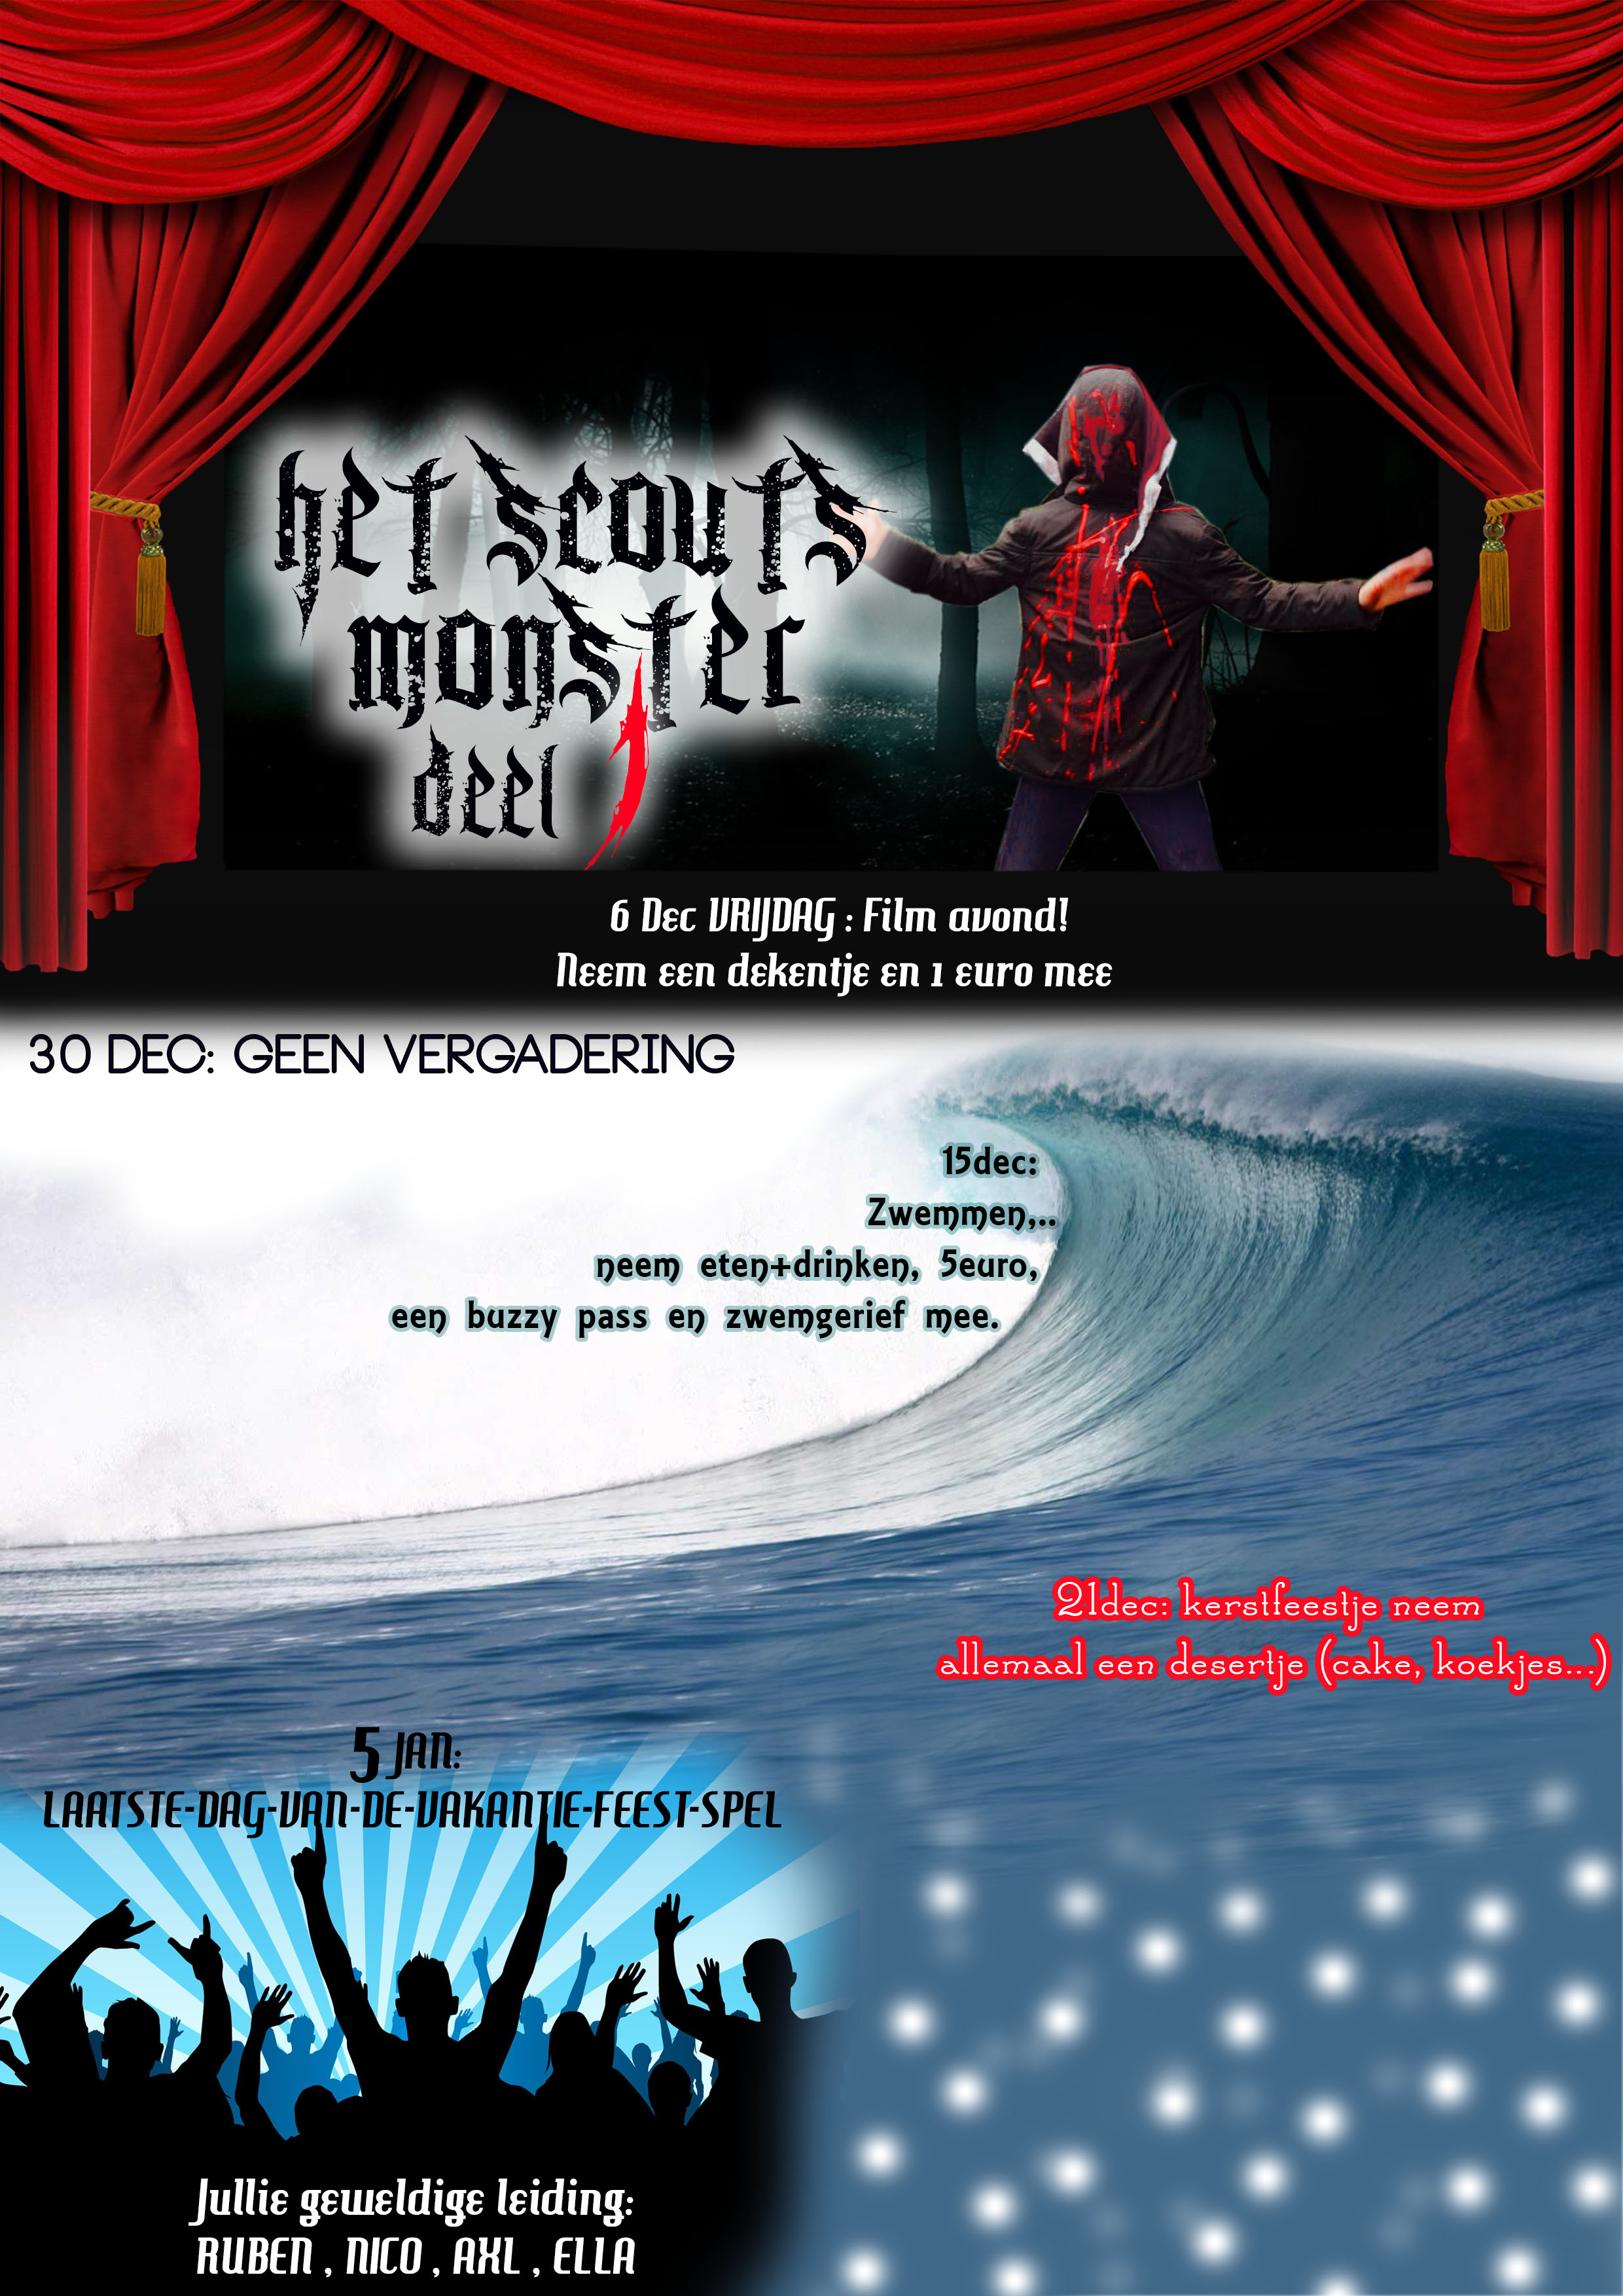 het scouts
monster
deel 1
6 Dec VRIJDAG : Film avond!
Neem een dekentje en 1 euro mee
30 DEC: GEEN VERGADERING
15dec:
Zwemmen,..
neem eten+drinken, 5euro,
een buzzy pass en zwemgerief mee.
21dec: kerstfeestje neem
allemaal een desertje (cake, koekjes...)
5 JAN:
LAATSTE-DAG-VAN-DE-VAKANTIE-FEEST-SPEL
Jullie geweldige leiding:
RUBEN , NICO , AXL , ELLA